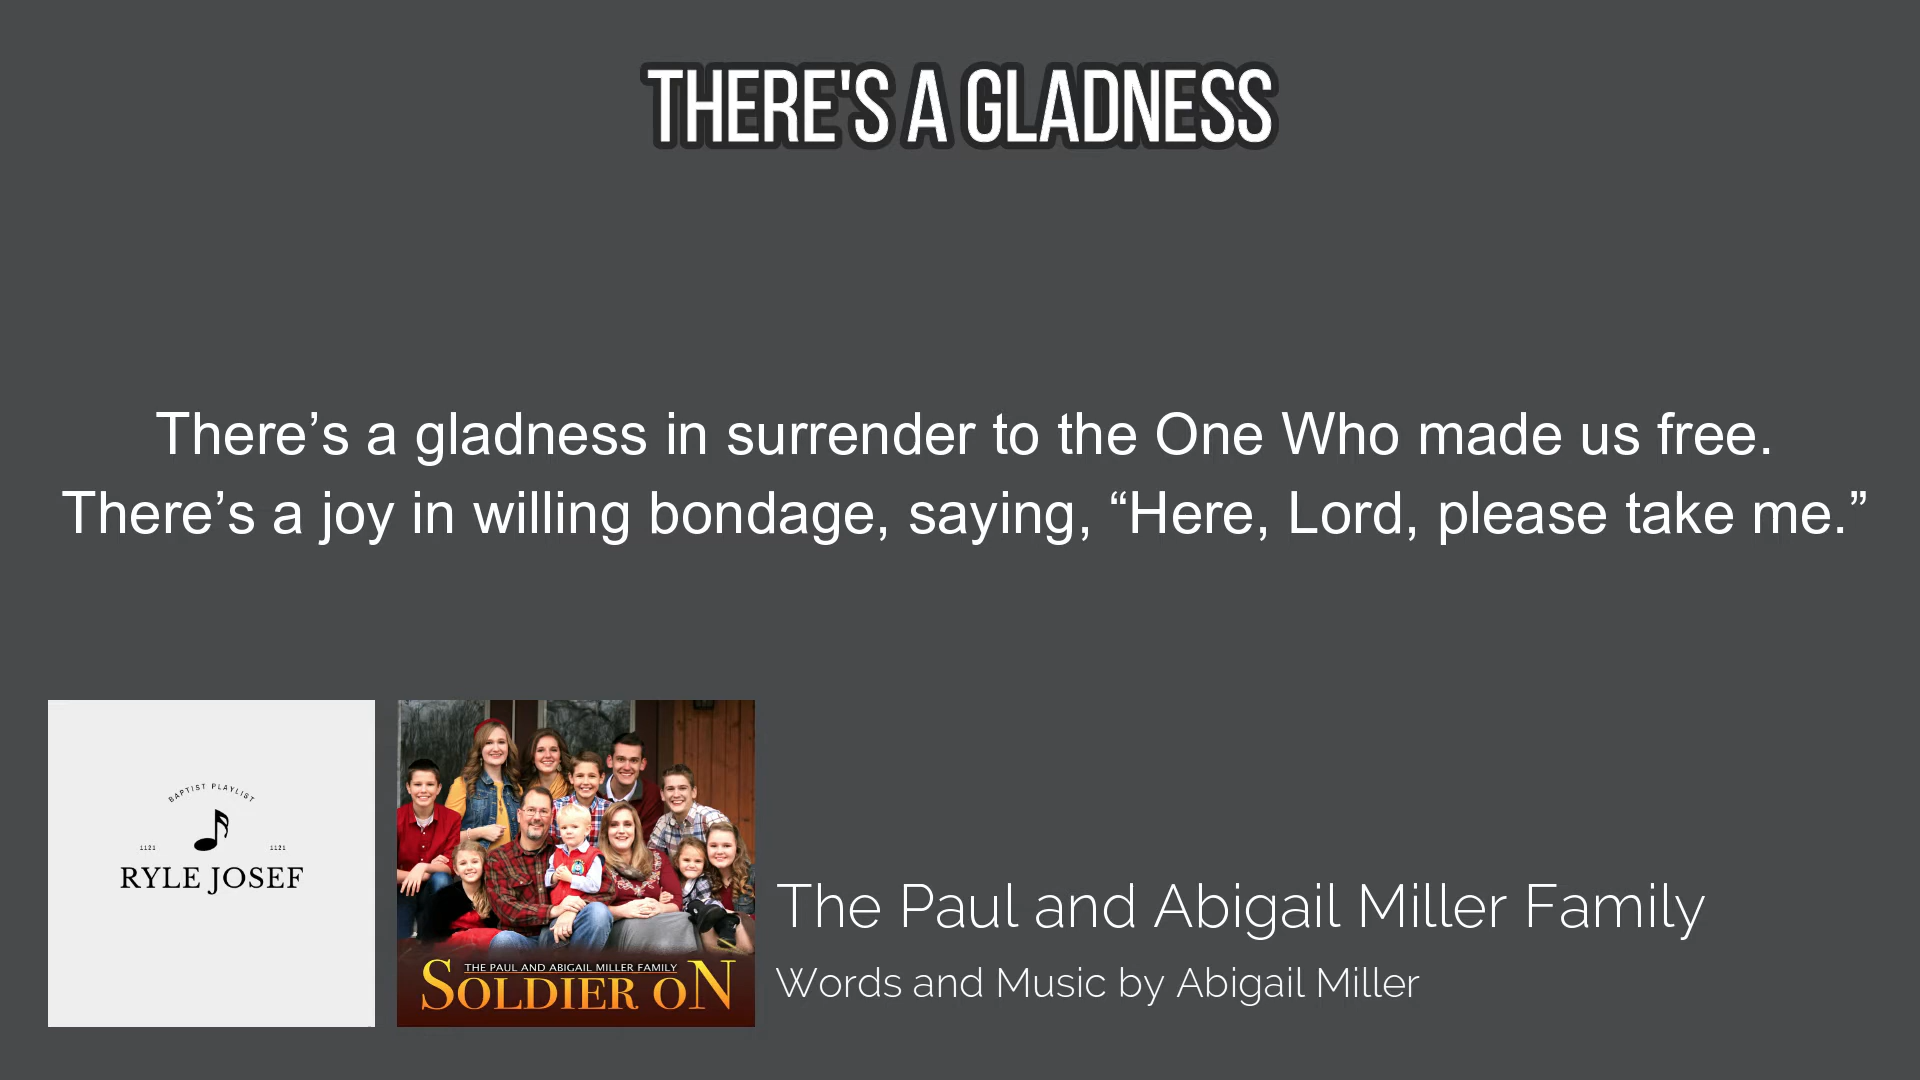 THERE'S A GLADNESS
There’s a gladness in surrender to the One Who made us free.
There’s a joy in willing bondage, saying, “Here, Lord, please take me.”
BAPTIST PLAYLIST
1121 1121
RYLE JOSEF
THE PAUL AND ABIGAIL MILLER FAMILY
SOLDIER ON
The Paul and Abigail Miller Family
Words and Music by Abigail Miller